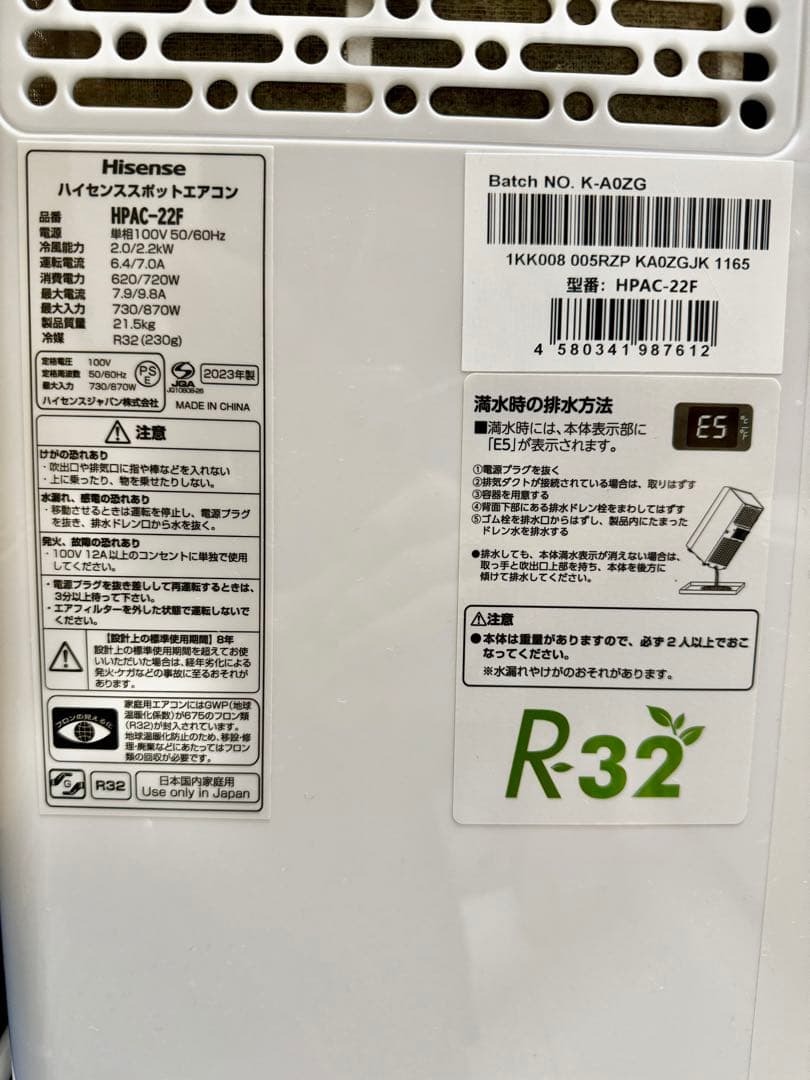 Hisense
ハイセンススポットエアコン
品番 HPAC-22F
電源 単相100V 50/60Hz
冷風能力 2.0/2.2kW
運転電流 6.4/7.0A
消費電力 620/720W
最大電流 7.9/9.8A
最大入力 730/870W
製品質量 21.5kg
冷媒 R32(230g)
定格電圧 100V
定格周波数 50/60Hz
最大入力 730/870W
ハイセンスジャパン株式会社
PS
E
JQA
JQ10808-26
2023年製
MADE IN CHINA
注意
けがの恐れあり
・吹出口や排気口に指や棒などを入れない
・上に乗ったり、物を乗せたりしない。
水漏れ、感電の恐れあり
・移動させるときは運転を停止し、電源プラグ
を抜き、排水ドレン口から水を抜く。
発火、故障の恐れあり
・100V 12A以上のコンセントに単独で使用
してください。
・電源プラグを抜き差しして再運転するときは、
3分以上待って下さい。
・エアフィルターを外した状態で運転しないで
ください。
【設計上の標準使用期間】8年
設計上の標準使用期間を超えてお使
いいただいた場合は、経年劣化による
発火・ケガなどの事故に至るおそれが
あります。
フロンの見える化
家庭用エアコンにはGWP(地球
温暖化係数)が675のフロン類
(R32)が封入されています。
地球温暖化防止のため、移設・修
理・廃棄などにあたってはフロン
類の回収が必要です。
G
R32
日本国内家庭用
Use only in Japan
Batch NO. K-A0ZG
1KK008 005RZP KA0ZGJK 1165
型番: HPAC-22F
4 580341 987612
満水時の排水方法
■満水時には、本体表示部に
「E5」が表示されます。
E5
℃
℉
①電源プラグを抜く
②排気ダクトが接続されている場合は、取りはずす
③容器を用意する
④背面下部にある排水ドレン栓をまわしてはずす
⑤ゴム栓を排水口からはずし、製品内にたまった
ドレン水を排水する
●排水しても、本体満水表示が消えない場合は、
取っ手と吹出口上部を持ち、本体を後方に
傾けて排水してください。
注意
●本体は重量がありますので、必ず2人以上でおこ
なってください。
※水漏れやけがのおそれがあります。
R-32